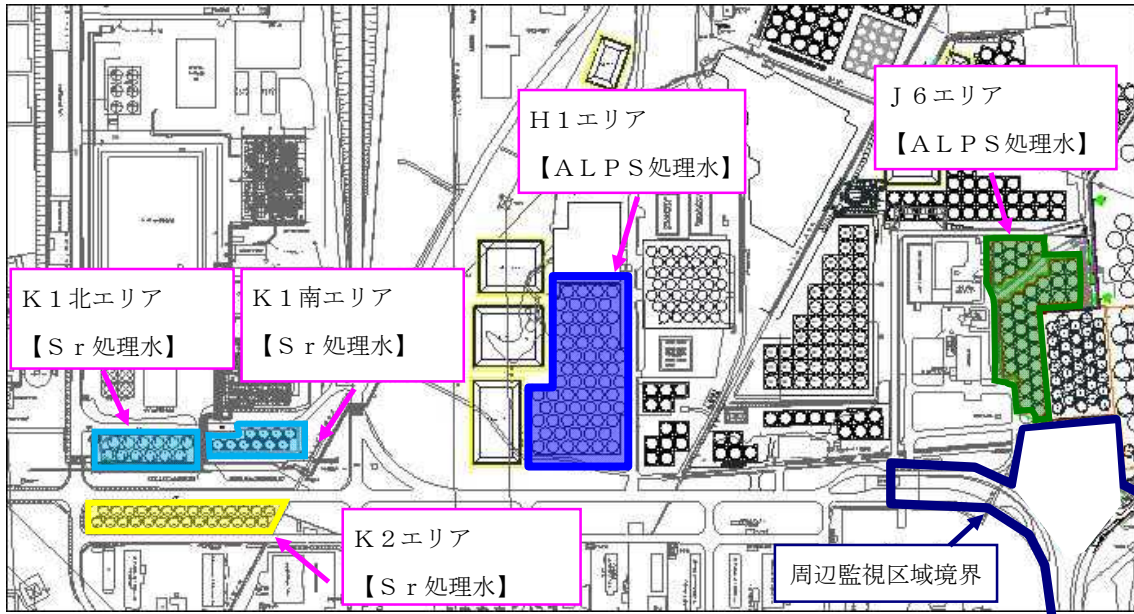 H1エリア
【ALPS処理水】
J6エリア
【ALPS処理水】
K1北エリア
【Sr処理水】
K1南エリア
【Sr処理水】
K2エリア
【Sr処理水】
周辺監視区域境界